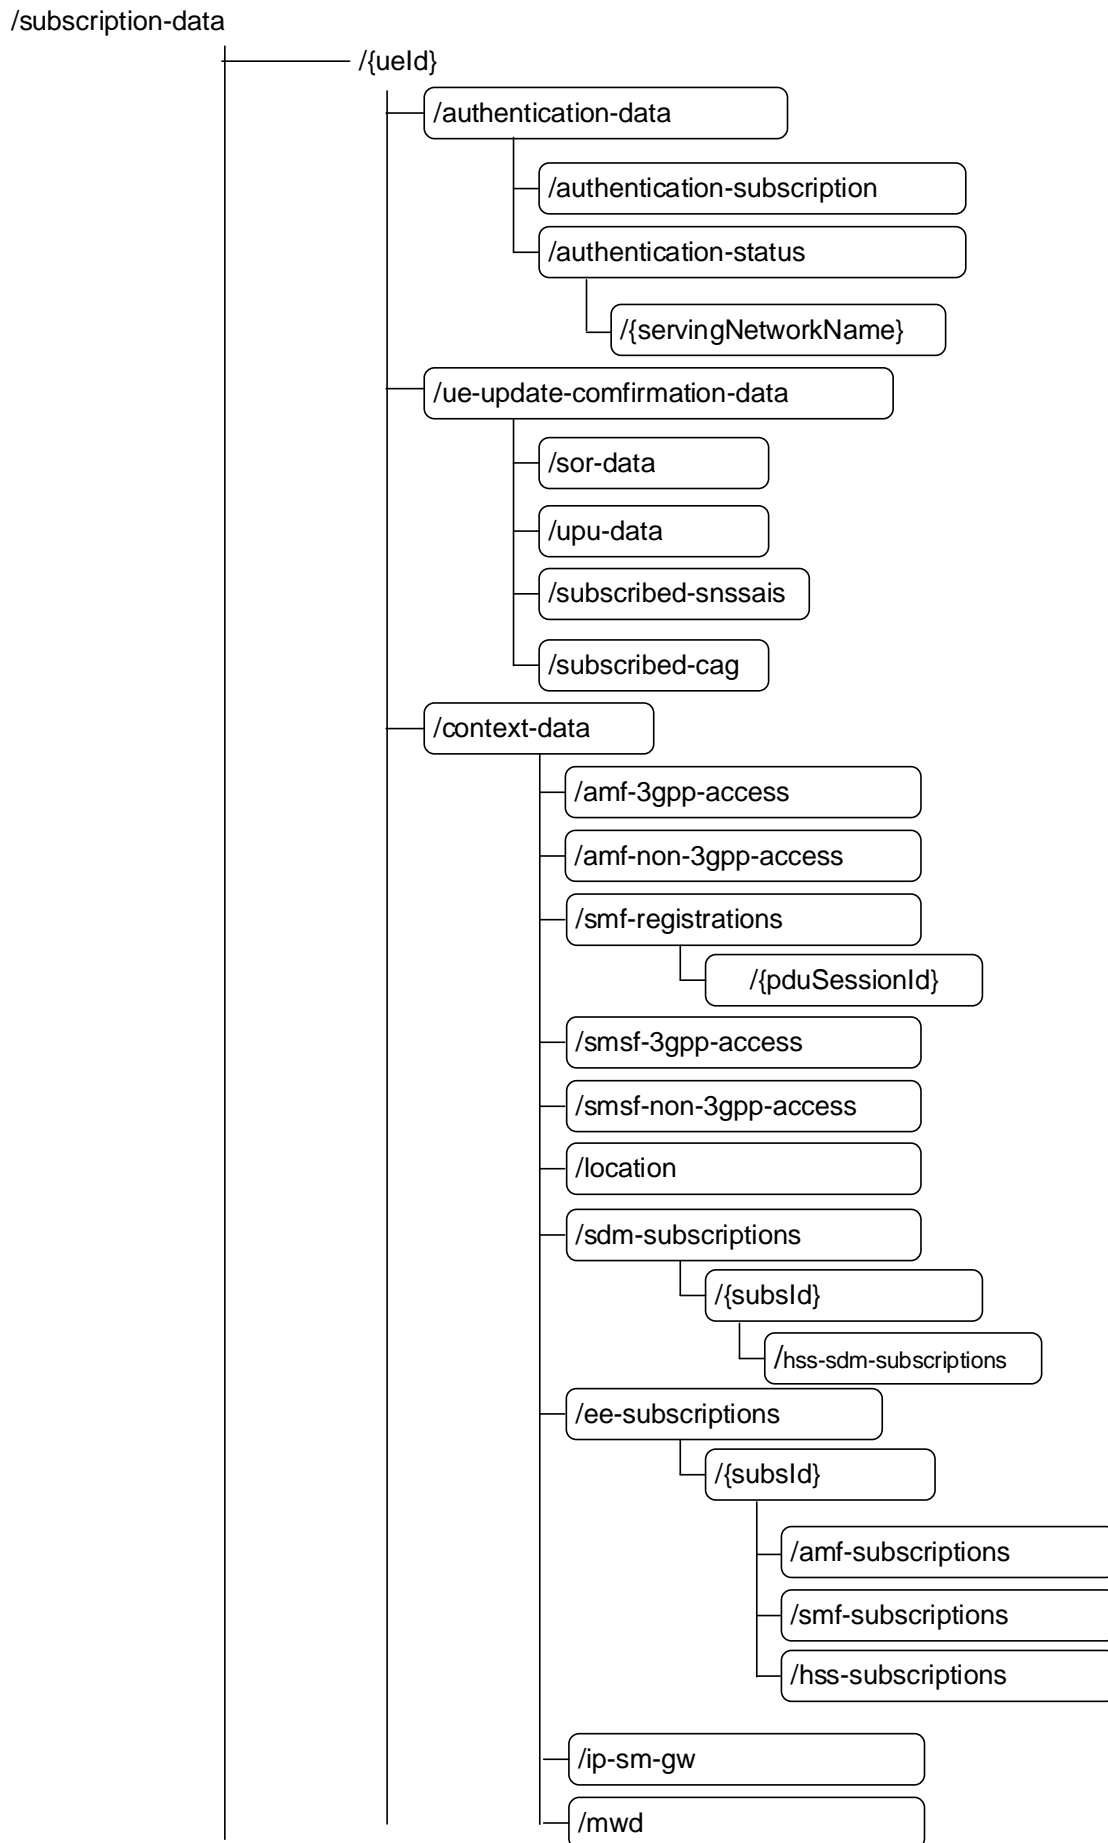 /subscription-data
/{ueId}
/authentication-data
/authentication-subscription
/authentication-status
/{servingNetworkName}
/ue-update-comfirmation-data
/sor-data
/upu-data
/subscribed-snssais
/subscribed-cag
/context-data
/amf-3gpp-access
/amf-non-3gpp-access
/smf-registrations
/{pduSessionId}
/smsf-3gpp-access
/smsf-non-3gpp-access
/location
/sdm-subscriptions
/{subsId}
/hss-sdm-subscriptions
/ee-subscriptions
/{subsId}
/amf-subscriptions
/smf-subscriptions
/hss-subscriptions
/ip-sm-gw
/mwd